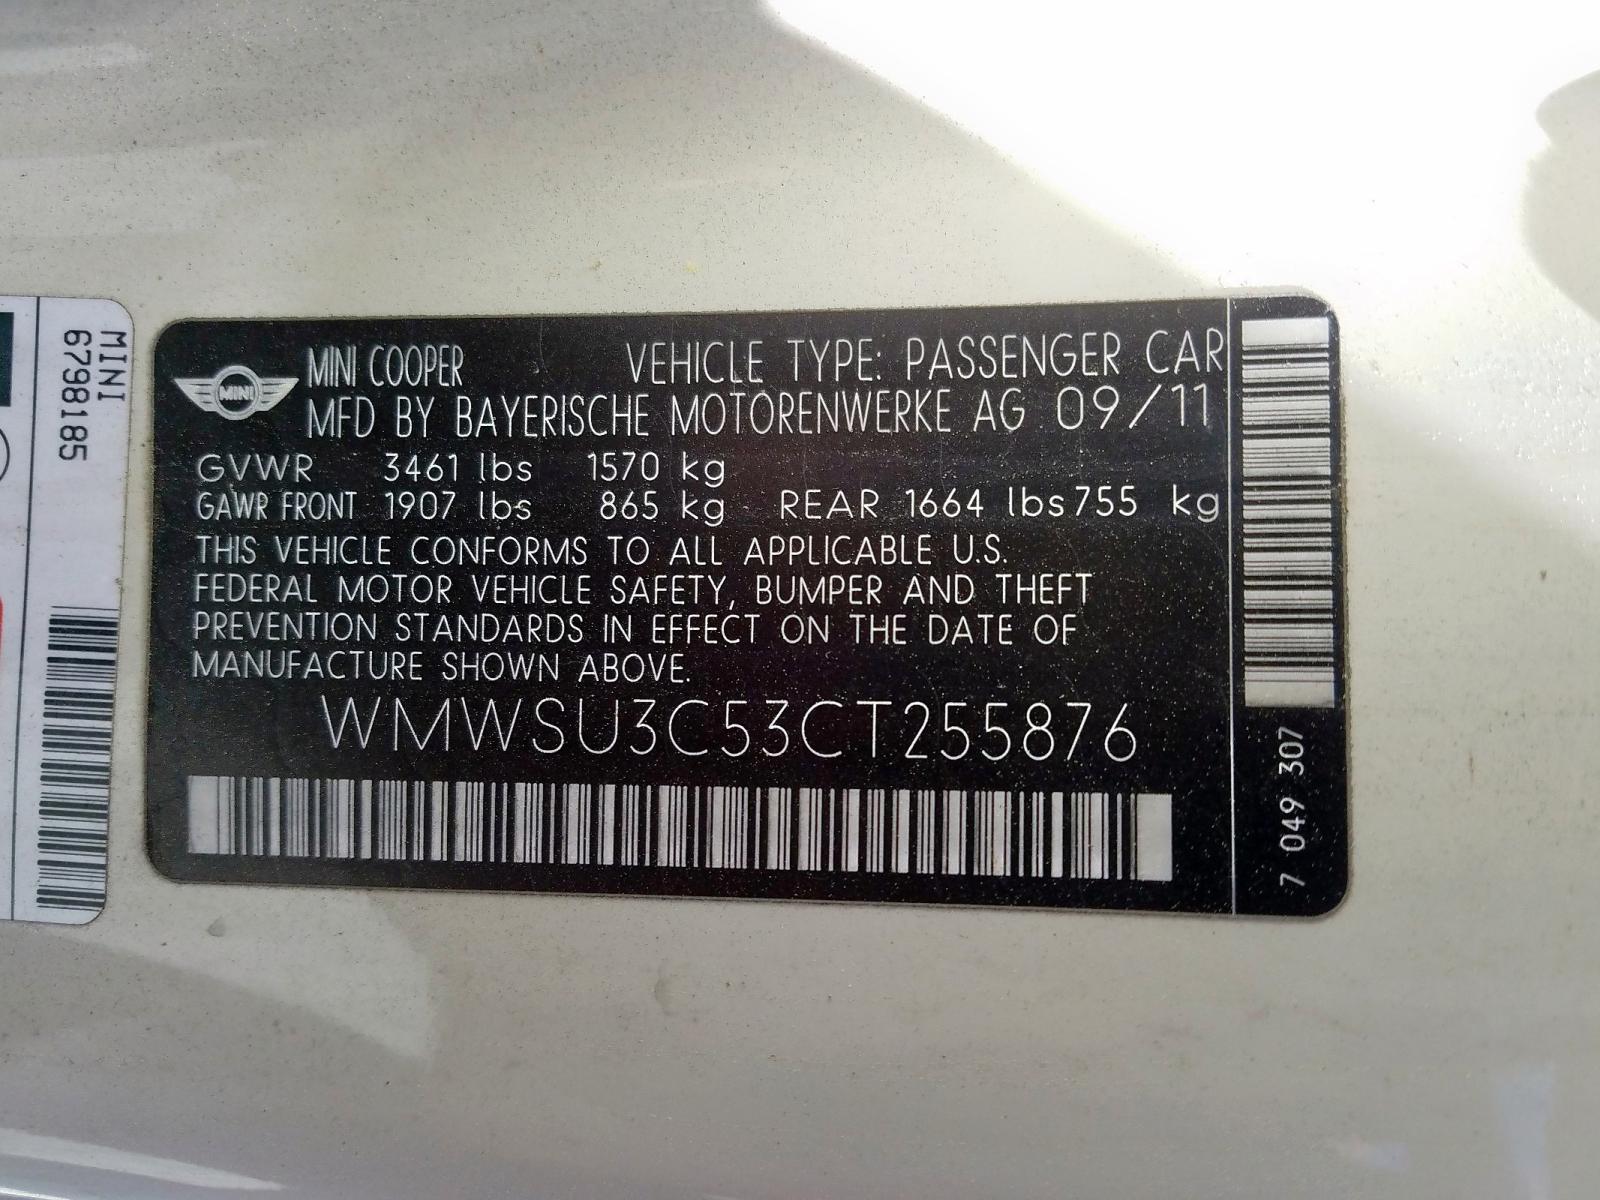 MINI
6798185
MINI
MINI COOPER VEHICLE TYPE: PASSENGER CAR
MFD BY BAYERISCHE MOTORENWERKE AG 09/11
GVWR 3461 lbs 1570 kg
GAWR FRONT 1907 lbs 865 kg REAR 1664 lbs 755 kg
THIS VEHICLE CONFORMS TO ALL APPLICABLE U.S.
FEDERAL MOTOR VEHICLE SAFETY, BUMPER AND THEFT
PREVENTION STANDARDS IN EFFECT ON THE DATE OF
MANUFACTURE SHOWN ABOVE.
WMWSU3C53CT255876
7 049 307